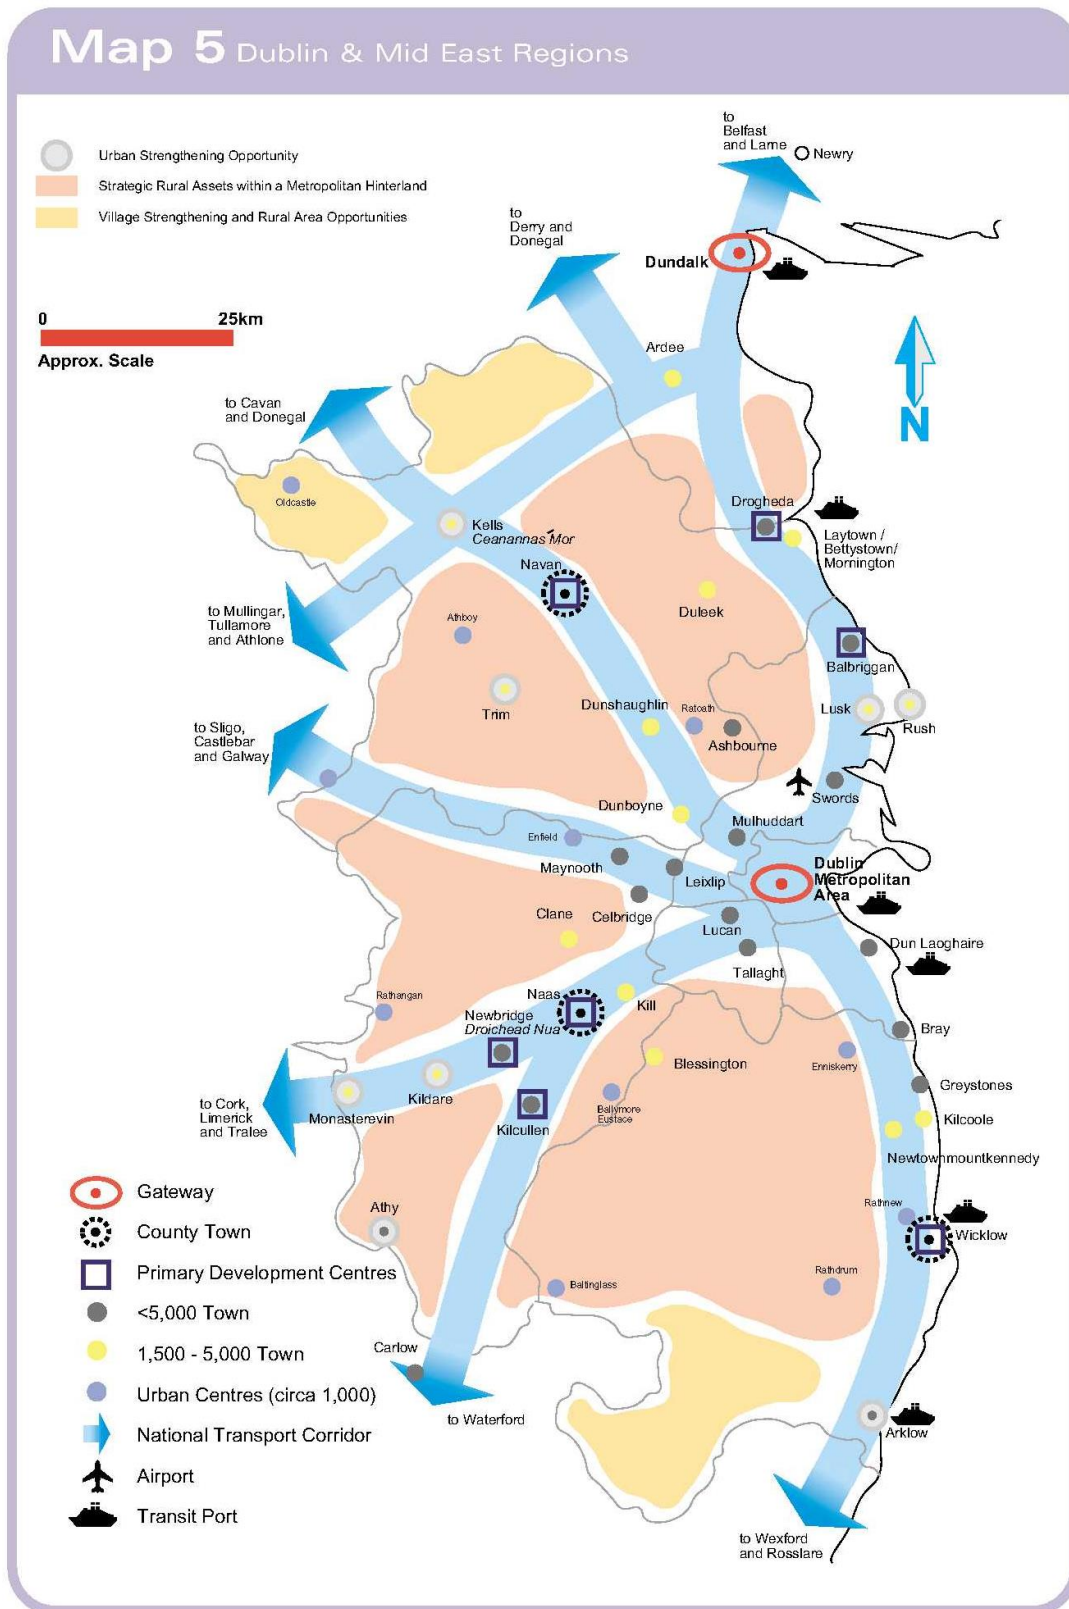 Map 5 Dublin & Mid East Regions
Urban Strengthening Opportunity
Strategic Rural Assets within a Metropolitan Hinterland
Village Strengthening and Rural Area Opportunities
0 25km
Approx. Scale
to
Belfast
and Larne
Newry
to
Derry and
Donegal
Dundalk
Ardee
N
to Cavan
and Donegal
Oldcastle
Kells
Ceanannas Mór
Drogheda
Laytown /
Bettystown/
Mornington
Navan
Duleek
to Mullingar,
Tullamore
and Athlone
Athboy
Balbriggan
Trim
Dunshaughlin
Ratoath
Ashbourne
Lusk
Rush
to Sligo,
Castlebar
and Galway
Swords
Dunboyne
Mulhuddart
Enfield
Maynooth
Leixlip
Dublin
Metropolitan
Area
Celbridge
Clane
Lucan
Tallaght
Dun Laoghaire
Rathangan
Naas
Kill
Newbridge
Droichead Nua
Bray
Blessington
Enniskerry
Greystones
Kildare
Monasterevin
to Cork,
Limerick
and Tralee
Kilcullen
Ballymore
Eustace
Kilcoole
Newtownmountkennedy
Athy
Rathnew
Wicklow
Baltinglass
Rathdrum
Carlow
to Waterford
Arklow
to Wexford
and Rosslare
Gateway
County Town
Primary Development Centres
<5,000 Town
1,500 - 5,000 Town
Urban Centres (circa 1,000)
National Transport Corridor
Airport
Transit Port